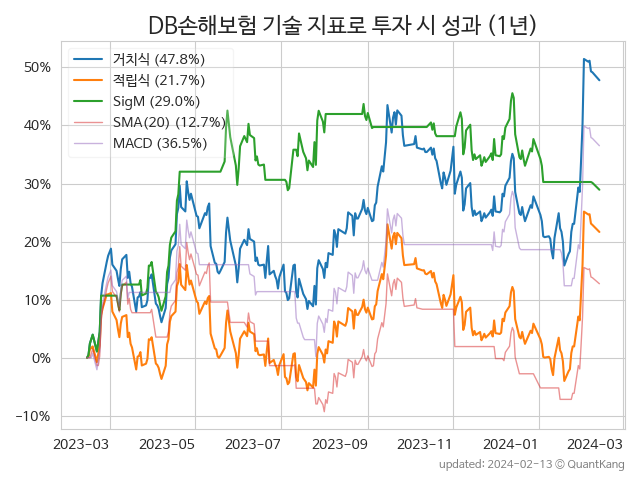 DB손해보험 기술 지표로 투자 시 성과 (1년)
거치식 (47.8%)
적립식 (21.7%)
SigM (29.0%)
SMA(20) (12.7%)
MACD (36.5%)
50%
40%
30%
20%
10%
0%
−10%
2023-03 2023-05 2023-07 2023-09 2023-11 2024-01 2024-03
updated: 2024-02-13 © QuantKang